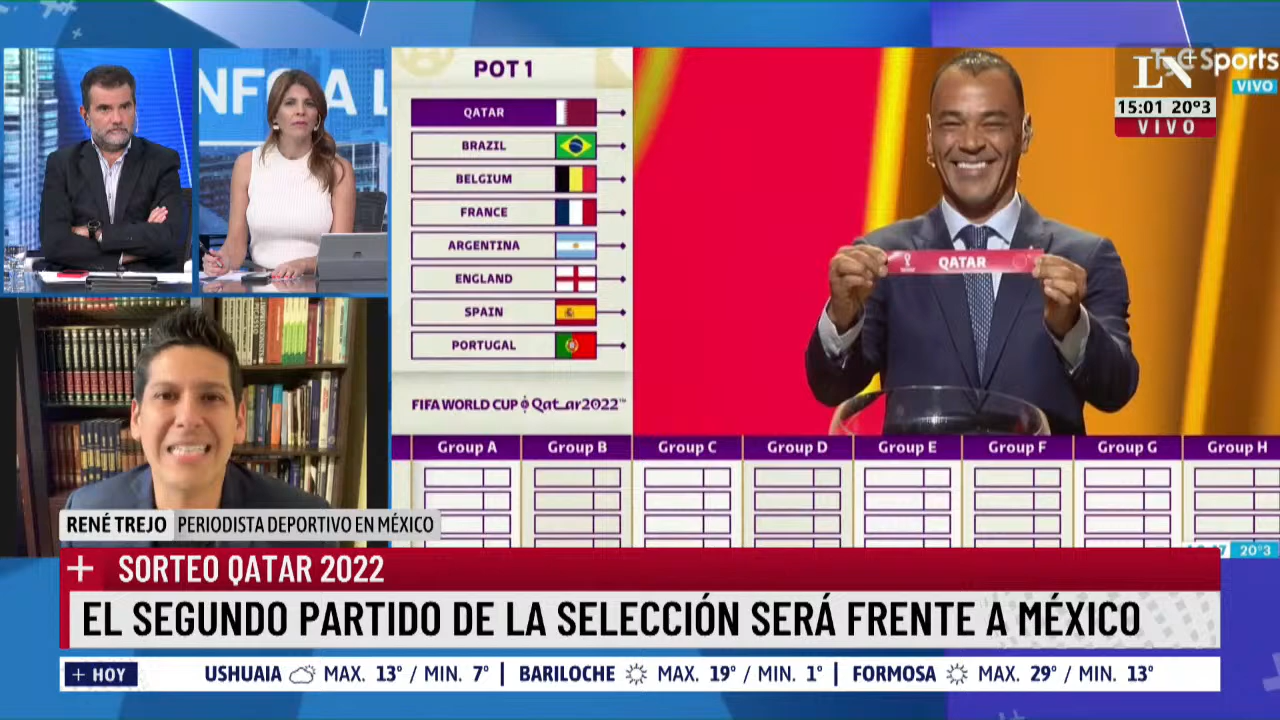 NFO A L
POT 1
QATAR
BRAZIL
BELGIUM
FRANCE
ARGENTINA
ENGLAND
SPAIN
PORTUGAL
FIFA WORLD CUP Qatar2022
TyC Sports
VIVO
LN
15:01 20°3
VIVO
QATAR
Group A Group B Group C Group D Group E Group F Group G Group H
RENÉ TREJO PERIODISTA DEPORTIVO EN MÉXICO
20°3
+ SORTEO QATAR 2022
EL SEGUNDO PARTIDO DE LA SELECCIÓN SERÁ FRENTE A MÉXICO
+ HOY USHUAIA MAX. 13° / MIN. 7° | BARILOCHE MAX. 19° / MIN. 1° | FORMOSA MAX. 29° / MIN. 13°